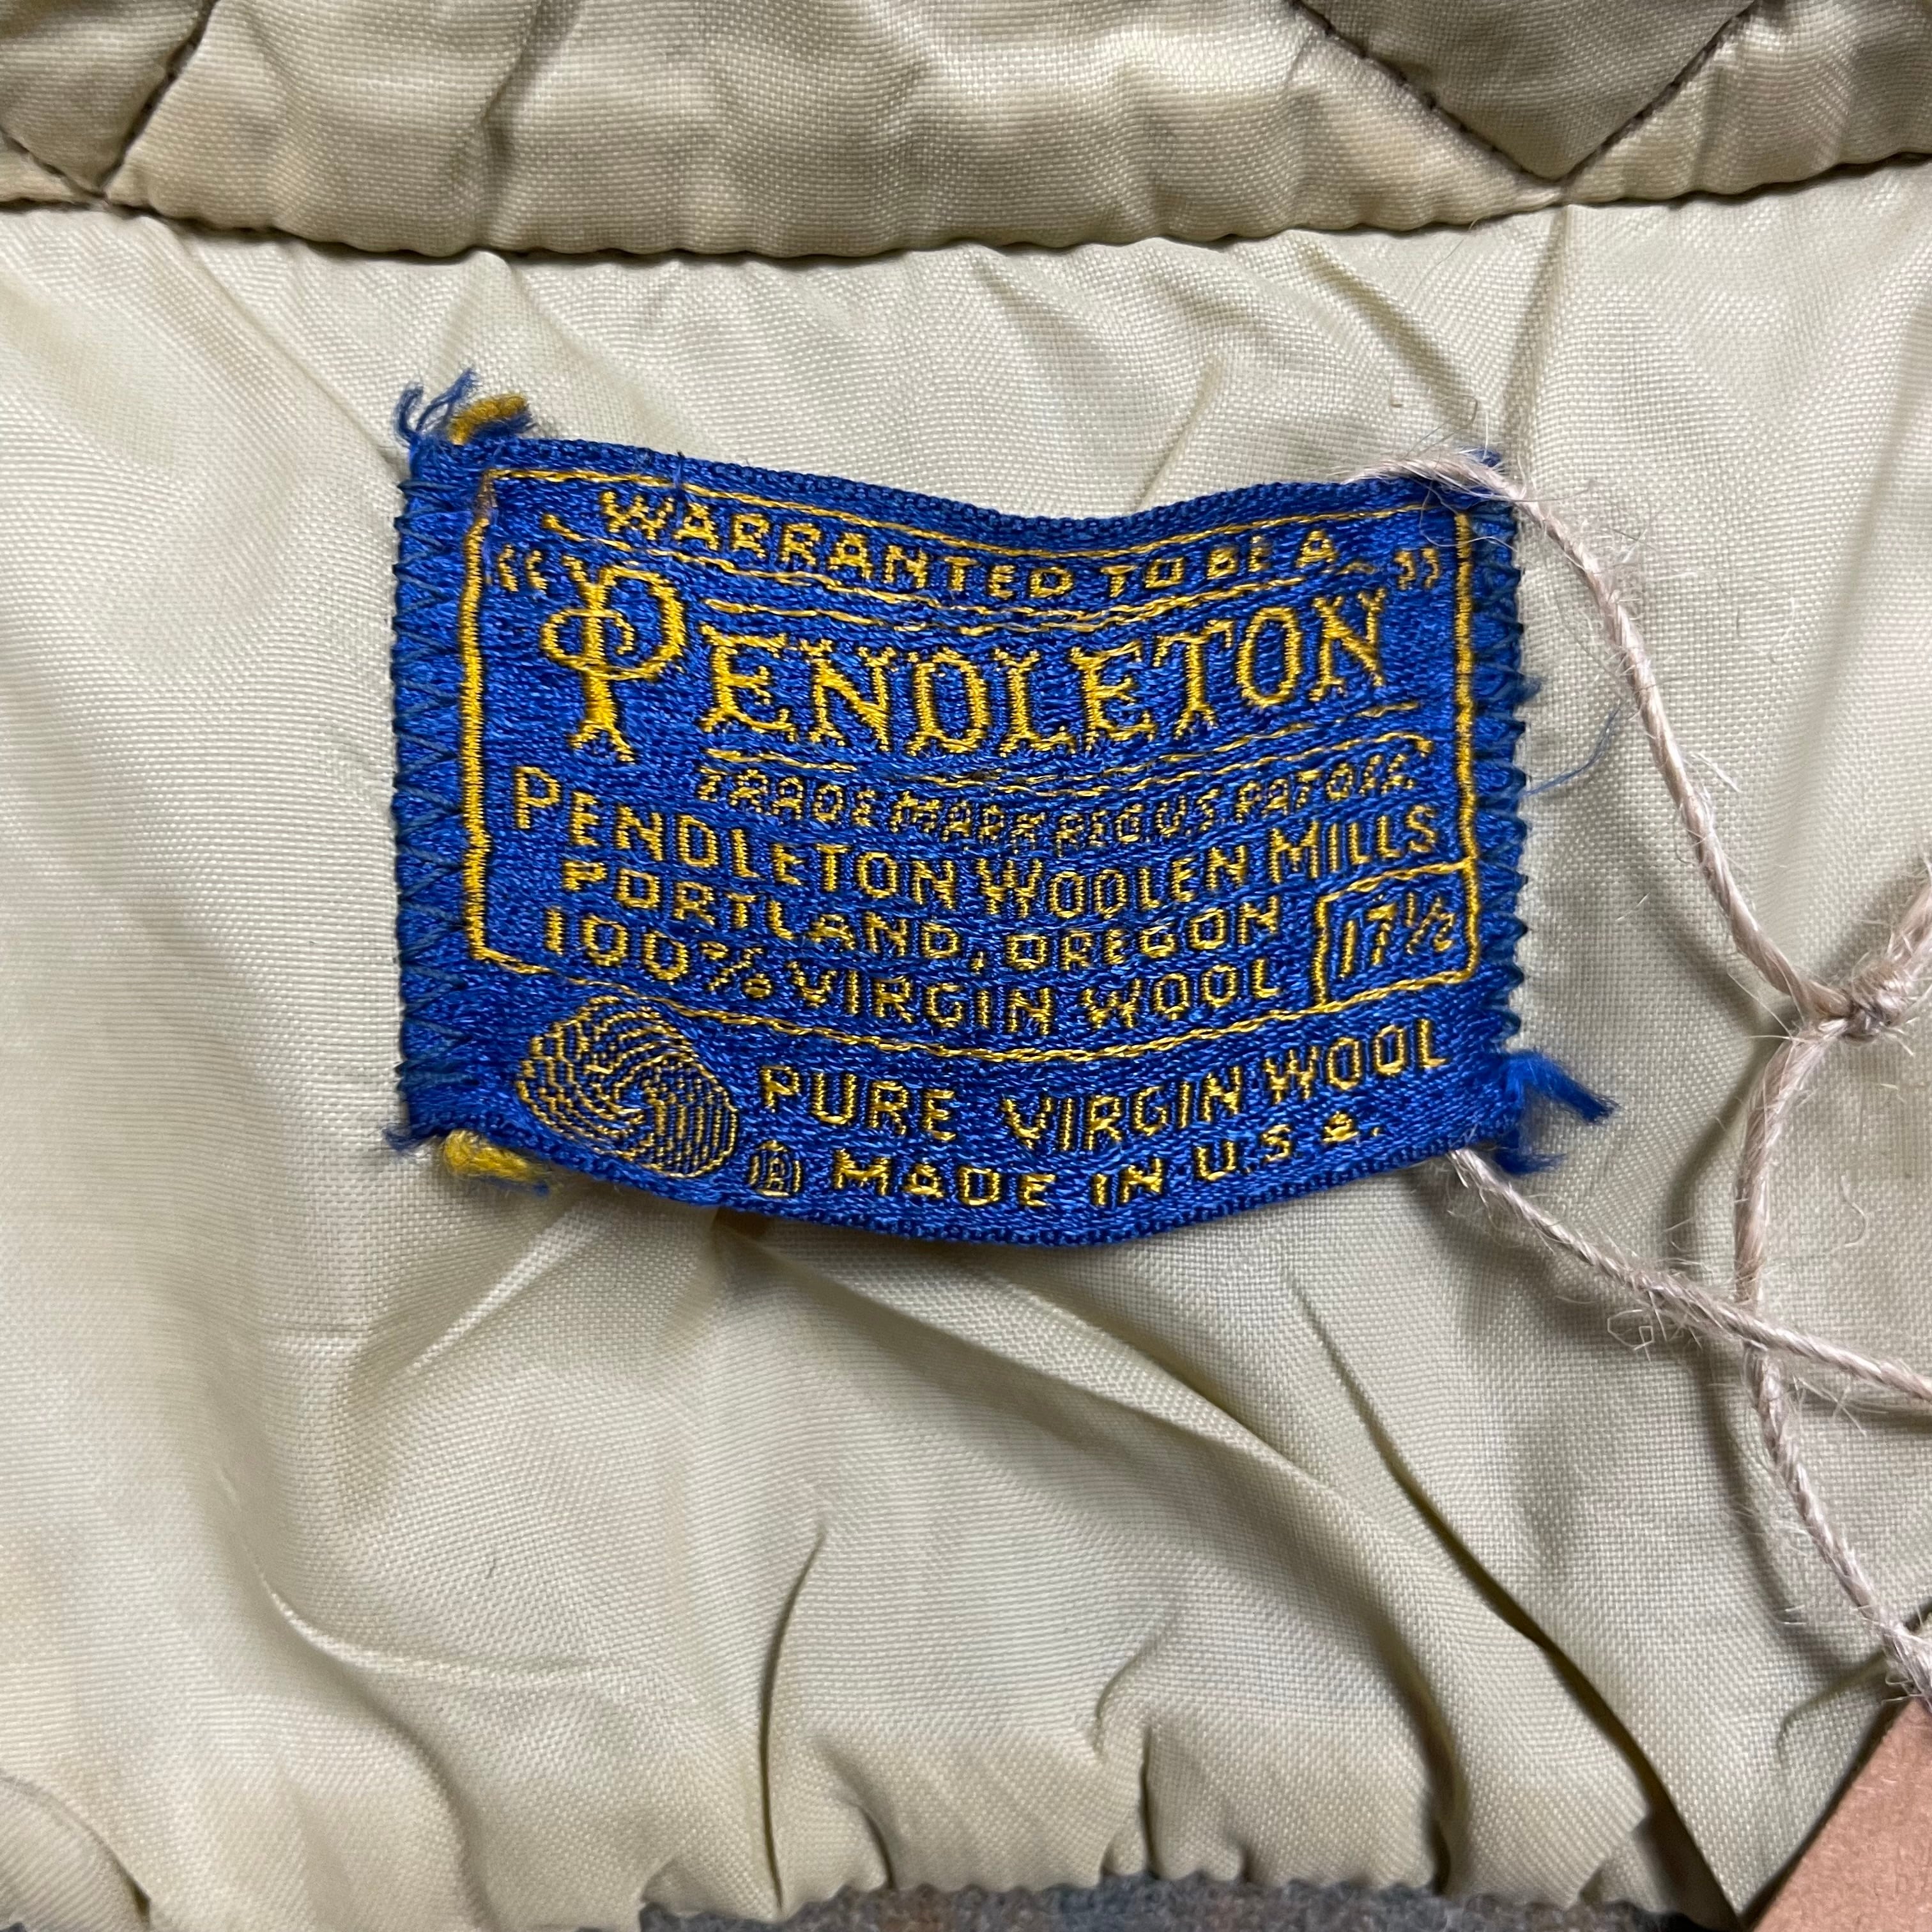 WARRANTED TO BE A
"PENDLETON"
TRADE MARK REG. U.S. PAT. OFF.
PENDLETON WOOLEN MILLS
PORTLAND, OREGON
100% VIRGIN WOOL 17½
PURE VIRGIN WOOL
® MADE IN U.S.A.